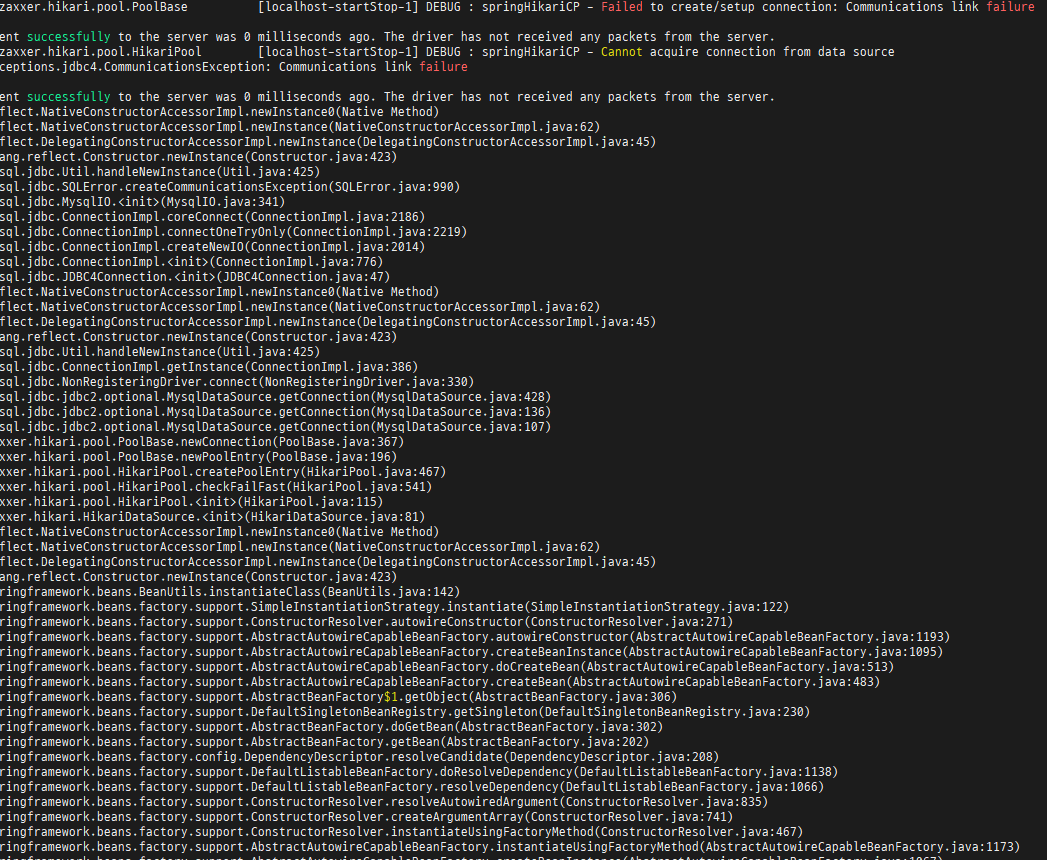 zaxxer.hikari.pool.PoolBase [localhost-startStop-1] DEBUG : springHikariCP - Failed to create/setup connection: Communications link failure
ent successfully to the server was 0 milliseconds ago. The driver has not received any packets from the server.
zaxxer.hikari.pool.HikariPool [localhost-startStop-1] DEBUG : springHikariCP - Cannot acquire connection from data source
ceptions.jdbc4.CommunicationsException: Communications link failure
ent successfully to the server was 0 milliseconds ago. The driver has not received any packets from the server.
flect.NativeConstructorAccessorImpl.newInstance0(Native Method)
flect.NativeConstructorAccessorImpl.newInstance(NativeConstructorAccessorImpl.java:62)
flect.DelegatingConstructorAccessorImpl.newInstance(DelegatingConstructorAccessorImpl.java:45)
ang.reflect.Constructor.newInstance(Constructor.java:423)
sql.jdbc.Util.handleNewInstance(Util.java:425)
sql.jdbc.SQLError.createCommunicationsException(SQLError.java:990)
sql.jdbc.MysqlIO.<init>(MysqlIO.java:341)
sql.jdbc.ConnectionImpl.coreConnect(ConnectionImpl.java:2186)
sql.jdbc.ConnectionImpl.connectOneTryOnly(ConnectionImpl.java:2219)
sql.jdbc.ConnectionImpl.createNewIO(ConnectionImpl.java:2014)
sql.jdbc.ConnectionImpl.<init>(ConnectionImpl.java:776)
sql.jdbc.JDBC4Connection.<init>(JDBC4Connection.java:47)
flect.NativeConstructorAccessorImpl.newInstance0(Native Method)
flect.NativeConstructorAccessorImpl.newInstance(NativeConstructorAccessorImpl.java:62)
flect.DelegatingConstructorAccessorImpl.newInstance(DelegatingConstructorAccessorImpl.java:45)
ang.reflect.Constructor.newInstance(Constructor.java:423)
sql.jdbc.Util.handleNewInstance(Util.java:425)
sql.jdbc.ConnectionImpl.getInstance(ConnectionImpl.java:386)
sql.jdbc.NonRegisteringDriver.connect(NonRegisteringDriver.java:330)
sql.jdbc.jdbc2.optional.MysqlDataSource.getConnection(MysqlDataSource.java:428)
sql.jdbc.jdbc2.optional.MysqlDataSource.getConnection(MysqlDataSource.java:136)
sql.jdbc.jdbc2.optional.MysqlDataSource.getConnection(MysqlDataSource.java:107)
xxer.hikari.pool.PoolBase.newConnection(PoolBase.java:367)
xxer.hikari.pool.PoolBase.newPoolEntry(PoolBase.java:196)
xxer.hikari.pool.HikariPool.createPoolEntry(HikariPool.java:467)
xxer.hikari.pool.HikariPool.checkFailFast(HikariPool.java:541)
xxer.hikari.pool.HikariPool.<init>(HikariPool.java:115)
xxer.hikari.HikariDataSource.<init>(HikariDataSource.java:81)
flect.NativeConstructorAccessorImpl.newInstance0(Native Method)
flect.NativeConstructorAccessorImpl.newInstance(NativeConstructorAccessorImpl.java:62)
flect.DelegatingConstructorAccessorImpl.newInstance(DelegatingConstructorAccessorImpl.java:45)
ang.reflect.Constructor.newInstance(Constructor.java:423)
ringframework.beans.BeanUtils.instantiateClass(BeanUtils.java:142)
ringframework.beans.factory.support.SimpleInstantiationStrategy.instantiate(SimpleInstantiationStrategy.java:122)
ringframework.beans.factory.support.ConstructorResolver.autowireConstructor(ConstructorResolver.java:271)
ringframework.beans.factory.support.AbstractAutowireCapableBeanFactory.autowireConstructor(AbstractAutowireCapableBeanFactory.java:1193)
ringframework.beans.factory.support.AbstractAutowireCapableBeanFactory.createBeanInstance(AbstractAutowireCapableBeanFactory.java:1095)
ringframework.beans.factory.support.AbstractAutowireCapableBeanFactory.doCreateBean(AbstractAutowireCapableBeanFactory.java:513)
ringframework.beans.factory.support.AbstractAutowireCapableBeanFactory.createBean(AbstractAutowireCapableBeanFactory.java:483)
ringframework.beans.factory.support.AbstractBeanFactory$1.getObject(AbstractBeanFactory.java:306)
ringframework.beans.factory.support.DefaultSingletonBeanRegistry.getSingleton(DefaultSingletonBeanRegistry.java:230)
ringframework.beans.factory.support.AbstractBeanFactory.doGetBean(AbstractBeanFactory.java:302)
ringframework.beans.factory.support.AbstractBeanFactory.getBean(AbstractBeanFactory.java:202)
ringframework.beans.factory.config.DependencyDescriptor.resolveCandidate(DependencyDescriptor.java:208)
ringframework.beans.factory.support.DefaultListableBeanFactory.doResolveDependency(DefaultListableBeanFactory.java:1138)
ringframework.beans.factory.support.DefaultListableBeanFactory.resolveDependency(DefaultListableBeanFactory.java:1066)
ringframework.beans.factory.support.ConstructorResolver.resolveAutowiredArgument(ConstructorResolver.java:835)
ringframework.beans.factory.support.ConstructorResolver.createArgumentArray(ConstructorResolver.java:741)
ringframework.beans.factory.support.ConstructorResolver.instantiateUsingFactoryMethod(ConstructorResolver.java:467)
ringframework.beans.factory.support.AbstractAutowireCapableBeanFactory.instantiateUsingFactoryMethod(AbstractAutowireCapableBeanFactory.java:1173)